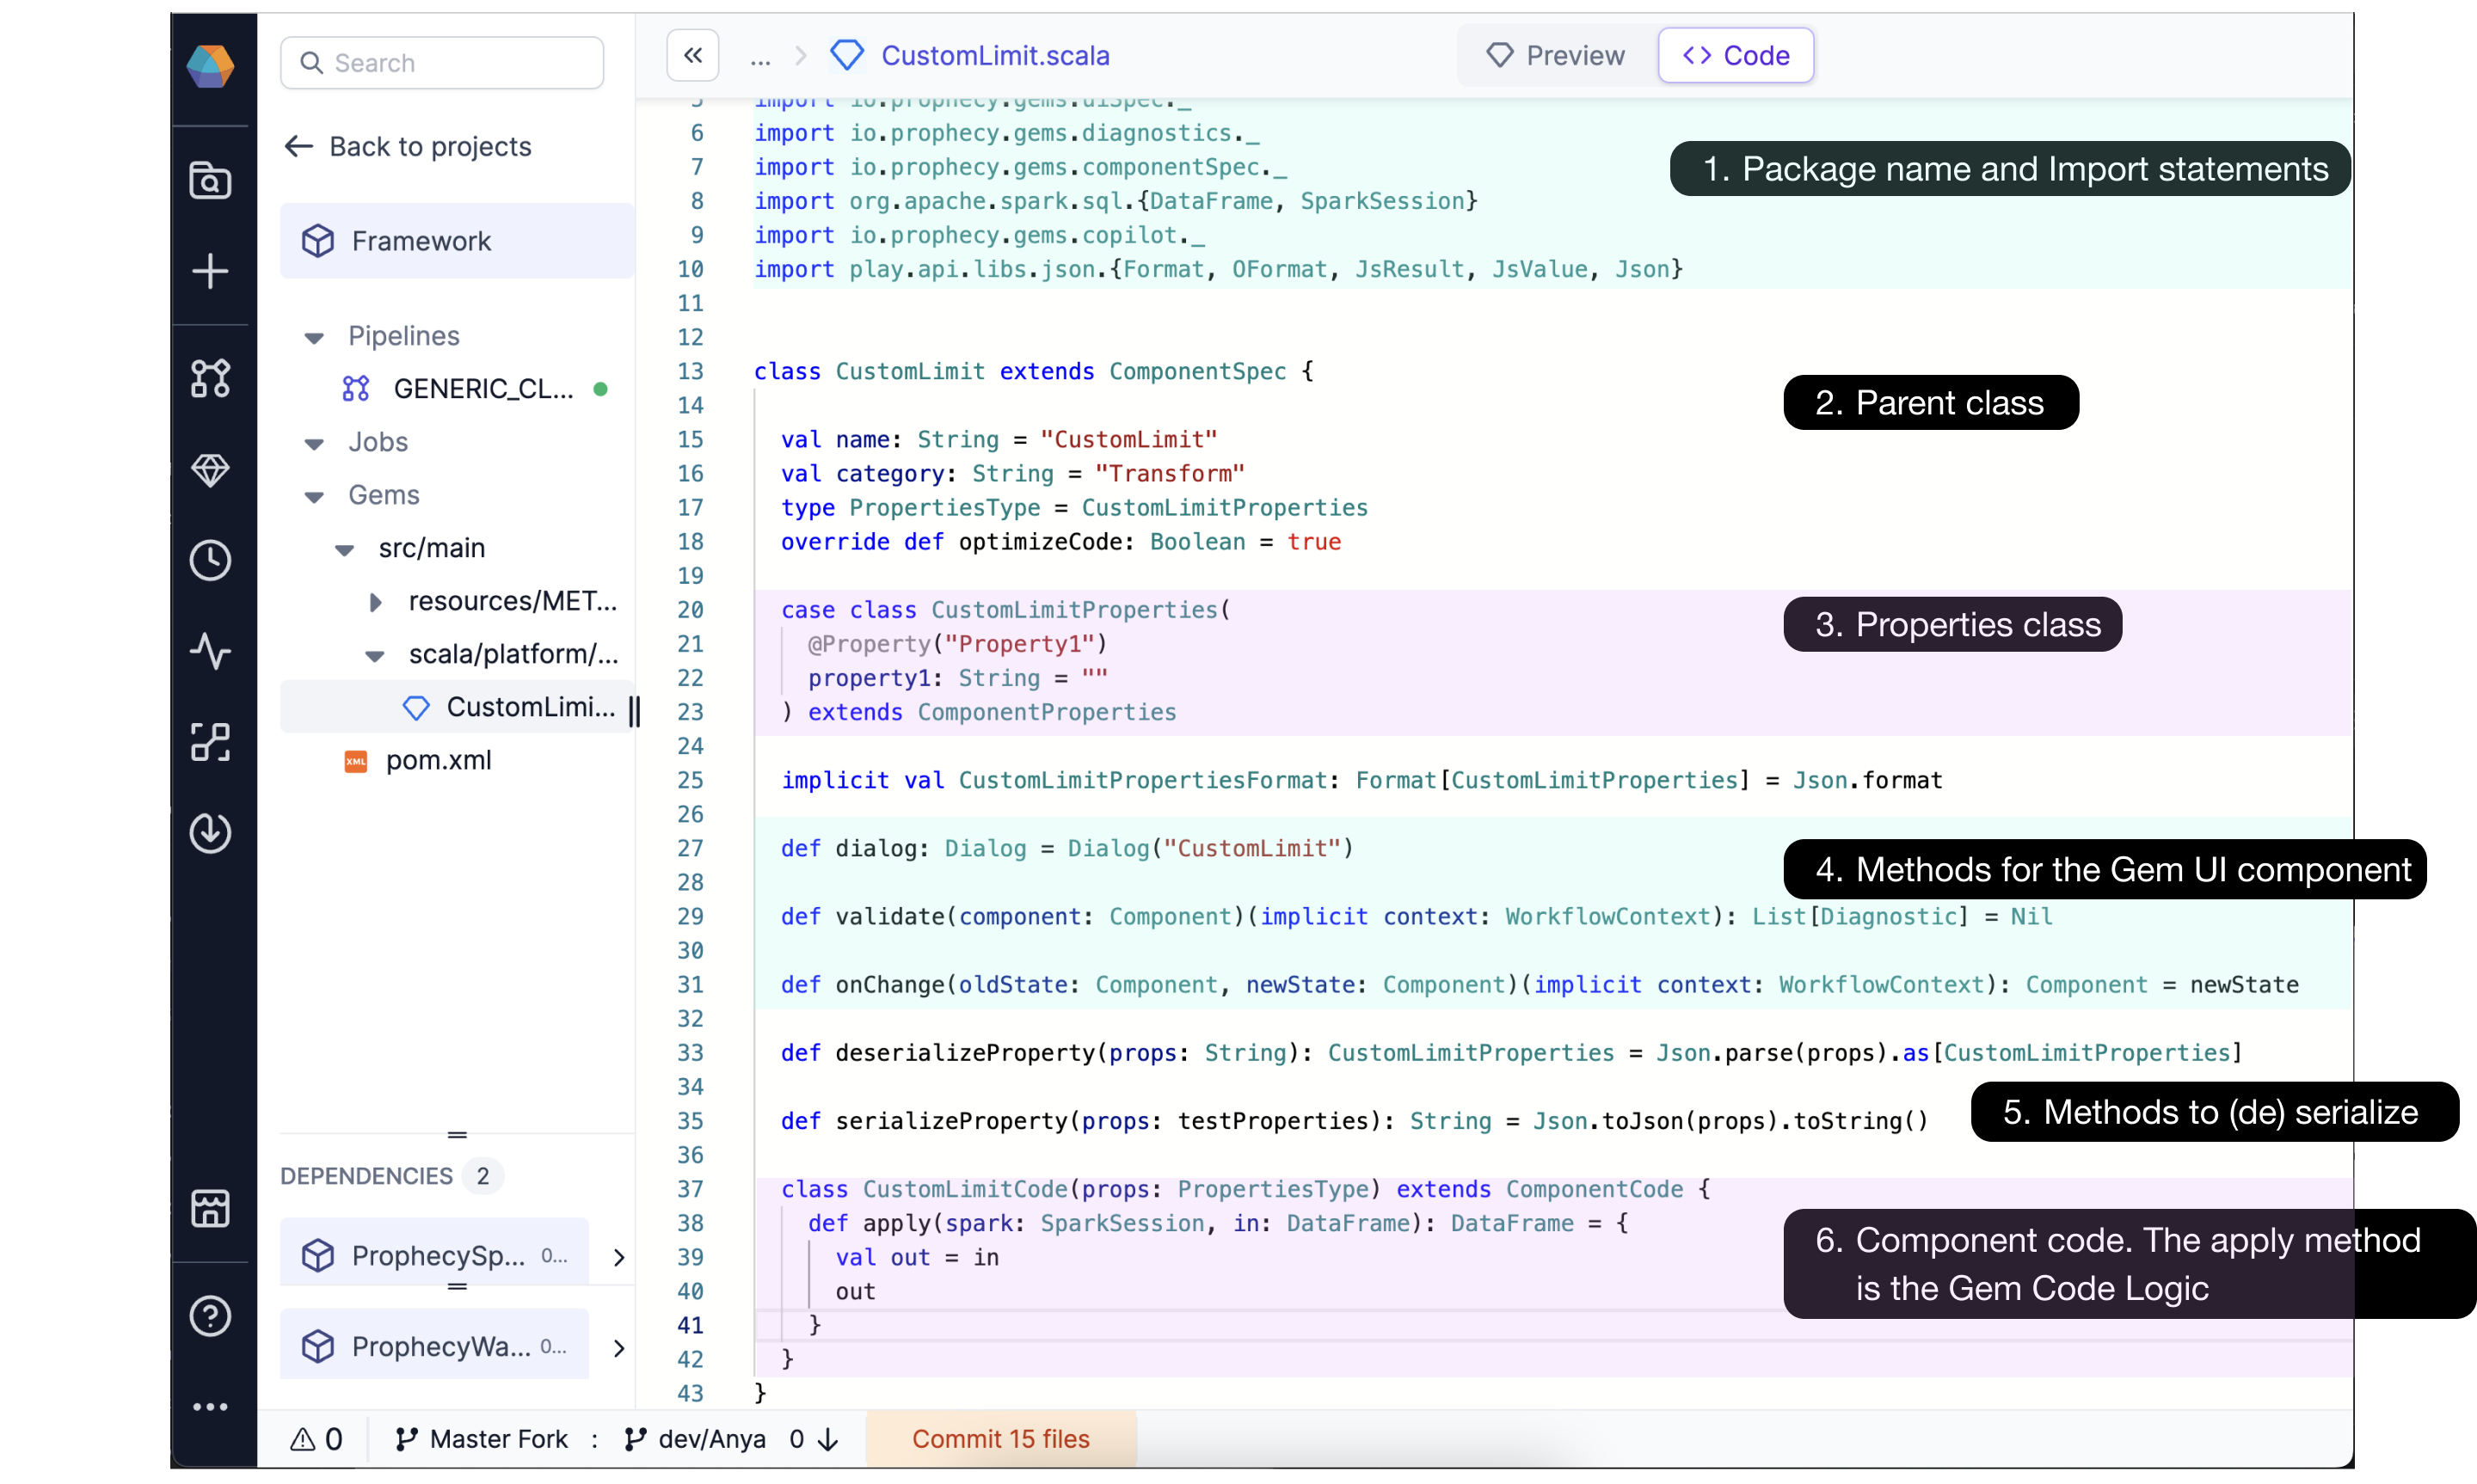 Search
Back to projects
Framework
Pipelines
GENERIC_CL...
Jobs
Gems
src/main
resources/MET...
scala/platform/...
CustomLimi...
XML pom.xml
DEPENDENCIES 2
ProphecySp... 0...
ProphecyWa... 0...
... > CustomLimit.scala
Preview
<> Code
5 import io.prophecy.gems.uiSpec._
6 import io.prophecy.gems.diagnostics._
7 import io.prophecy.gems.componentSpec._
8 import org.apache.spark.sql.{DataFrame, SparkSession}
9 import io.prophecy.gems.copilot._
10 import play.api.libs.json.{Format, OFormat, JsResult, JsValue, Json}
11
12
13 class CustomLimit extends ComponentSpec {
14
15 val name: String = "CustomLimit"
16 val category: String = "Transform"
17 type PropertiesType = CustomLimitProperties
18 override def optimizeCode: Boolean = true
19
20 case class CustomLimitProperties(
21 @Property("Property1")
22 property1: String = ""
23 ) extends ComponentProperties
24
25 implicit val CustomLimitPropertiesFormat: Format[CustomLimitProperties] = Json.format
26
27 def dialog: Dialog = Dialog("CustomLimit")
28
29 def validate(component: Component)(implicit context: WorkflowContext): List[Diagnostic] = Nil
30
31 def onChange(oldState: Component, newState: Component)(implicit context: WorkflowContext): Component = newState
32
33 def deserializeProperty(props: String): CustomLimitProperties = Json.parse(props).as[CustomLimitProperties]
34
35 def serializeProperty(props: testProperties): String = Json.toJson(props).toString()
36
37 class CustomLimitCode(props: PropertiesType) extends ComponentCode {
38 def apply(spark: SparkSession, in: DataFrame): DataFrame = {
39 val out = in
40 out
41 }
42 }
43 }
1. Package name and Import statements
2. Parent class
3. Properties class
4. Methods for the Gem UI component
5. Methods to (de) serialize
6. Component code. The apply method
is the Gem Code Logic
0 Master Fork : dev/Anya 0 Commit 15 files